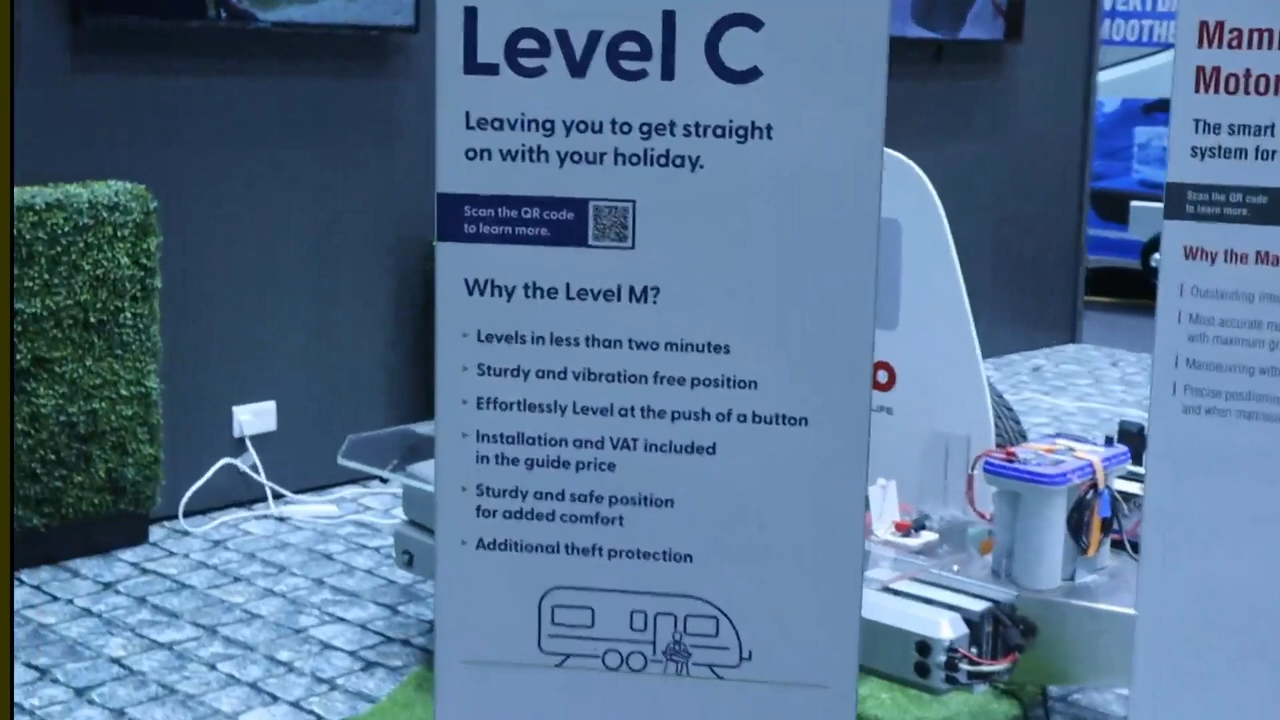 Level C
Leaving you to get straight
on with your holiday.
Scan the QR code
to learn more.
Why the Level M?
Levels in less than two minutes
Sturdy and vibration free position
Effortlessly Level at the push of a button
Installation and VAT included
in the guide price
Sturdy and safe position
for added comfort
Additional theft protection
The smart
system for
Scan the QR code
to learn more.
Why the
Outstanding
Most accurate
with maximum
Manoeuvring with
Precise
and when